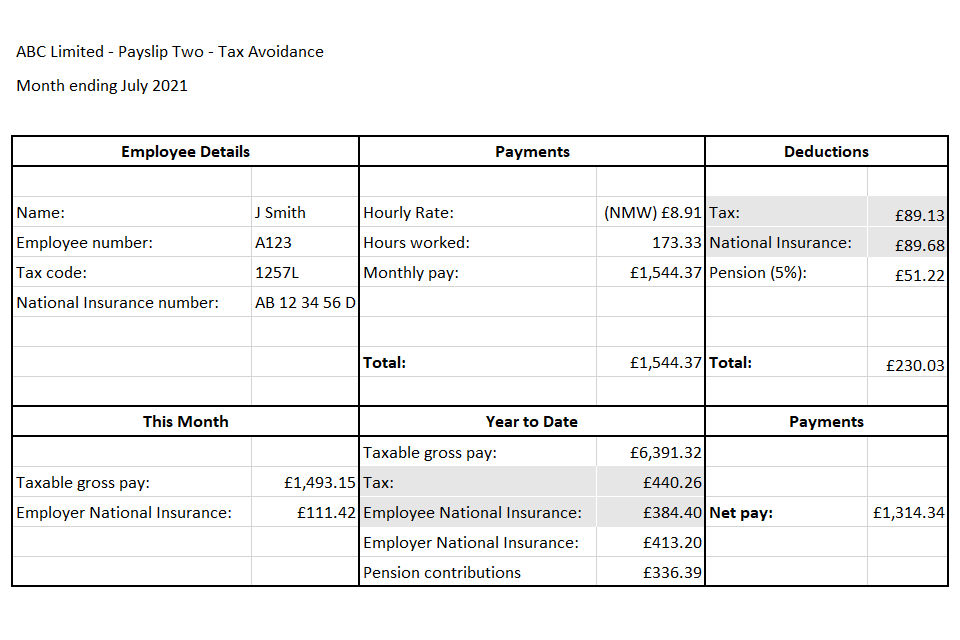 ABC Limited - Payslip Two - Tax Avoidance
Month ending July 2021
Employee Details Payments Deductions
Name: J Smith Hourly Rate: (NMW) £8.91 Tax: £89.13
Employee number: A123 Hours worked: 173.33 National Insurance: £89.68
Tax code: 1257L Monthly pay: £1,544.37 Pension (5%): £51.22
National Insurance number: AB 12 34 56 D
Total: £1,544.37 Total: £230.03
This Month Year to Date Payments
Taxable gross pay: £6,391.32
Taxable gross pay: £1,493.15 Tax: £440.26
Employer National Insurance: £111.42 Employee National Insurance: £384.40 Net pay: £1,314.34
Employer National Insurance: £413.20
Pension contributions £336.39